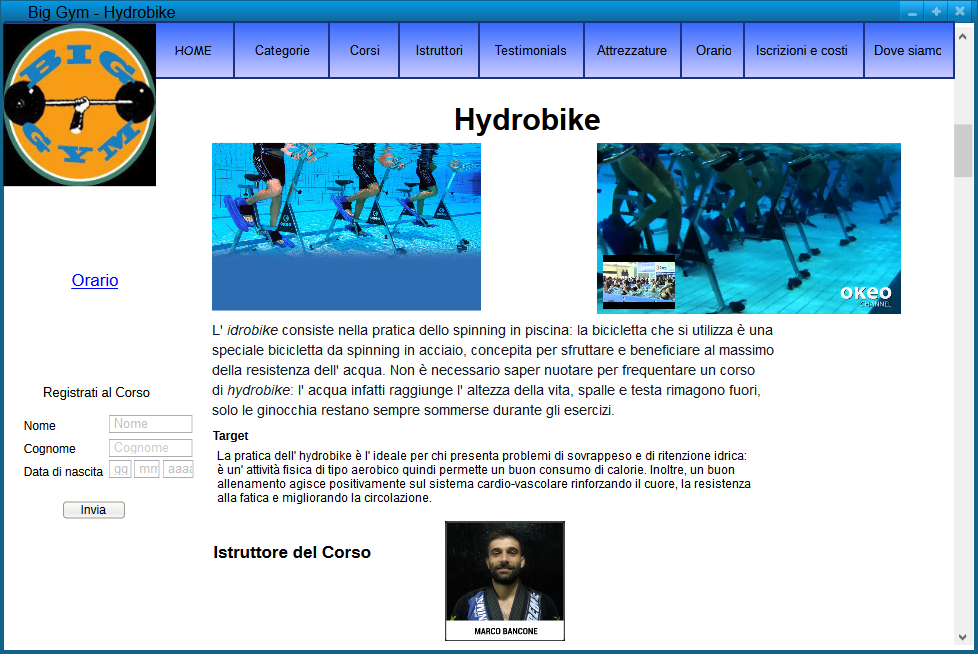 Big Gym - Hydrobike
BIG
GYM
HOME
Categorie
Corsi
Istruttori
Testimonials
Attrezzature
Orario
Iscrizioni e costi
Dove siamo
Hydrobike
OKEO
CHANNEL
Orario
L' idrobike consiste nella pratica dello spinning in piscina: la bicicletta che si utilizza è una
speciale bicicletta da spinning in acciaio, concepita per sfruttare e beneficiare al massimo
della resistenza dell' acqua. Non è necessario saper nuotare per frequentare un corso
di hydrobike: l' acqua infatti raggiunge l' altezza della vita, spalle e testa rimagono fuori,
solo le ginocchia restano sempre sommerse durante gli esercizi.
Registrati al Corso
Nome Nome
Cognome Cognome
Data di nascita gg mm aaaa
Invia
Target
La pratica dell' hydrobike è l' ideale per chi presenta problemi di sovrappeso e di ritenzione idrica:
è un' attività fisica di tipo aerobico quindi permette un buon consumo di calorie. Inoltre, un buon
allenamento agisce positivamente sul sistema cardio-vascolare rinforzando il cuore, la resistenza
alla fatica e migliorando la circolazione.
Istruttore del Corso
MARCO BANCONE